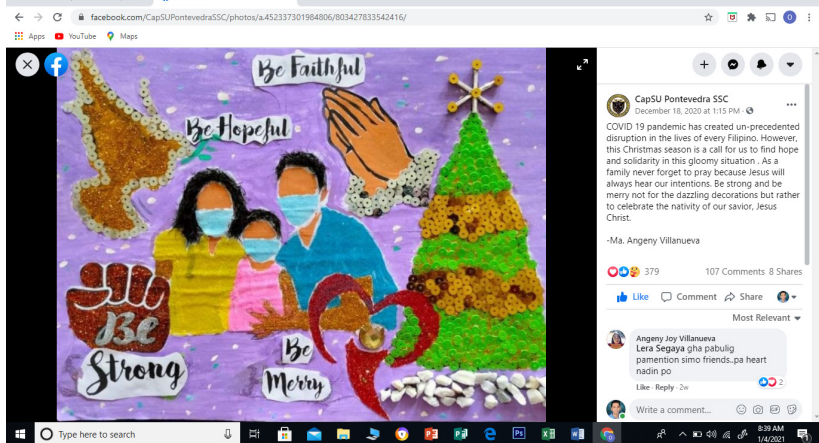 facebook.com/CapSUPontevedraSSC/photos/a.452337301984806/803427833542416/
Apps YouTube Maps
Be Faithful
Be Hopeful
Be
Strong
Be
Merry
CapSU Pontevedra SSC
December 18, 2020 at 1:15 PM ·
COVID 19 pandemic has created un-precedented
disruption in the lives of every Filipino. However,
this Christmas season is a call for us to find hope
and solidarity in this gloomy situation . As a
family never forget to pray because Jesus will
always hear our intentions. Be strong and be
merry not for the dazzling decorations but rather
to celebrate the nativity of our savior, Jesus
Christ.
-Ma. Angeny Villanueva
379 107 Comments 8 Shares
Like Comment Share
Most Relevant
Angeny Joy Villanueva
Lera Segaya gha pabulig
pamention simo friends..pa heart
nadin po
Like · Reply · 2w 2
Write a comment...
Type here to search
8:39 AM
1/4/2021